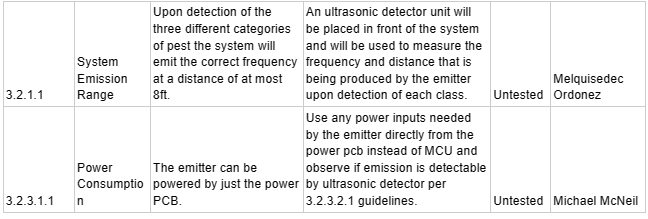 3.2.1.1
System
Emission
Range
Upon detection of the
three different categories
of pest the system will
emit the correct frequency
at a distance of at most
8ft.
An ultrasonic detector unit will
be placed in front of the system
and will be used to measure the
frequency and distance that is
being produced by the emitter
upon detection of each class.
Untested
Melquisedec
Ordonez
3.2.3.1.1
Power
Consumptio
n
The emitter can be
powered by just the power
PCB.
Use any power inputs needed
by the emitter directly from the
power pcb instead of MCU and
observe if emission is detectable
by ultrasonic detector per
3.2.3.2.1 guidelines.
Untested
Michael McNeil